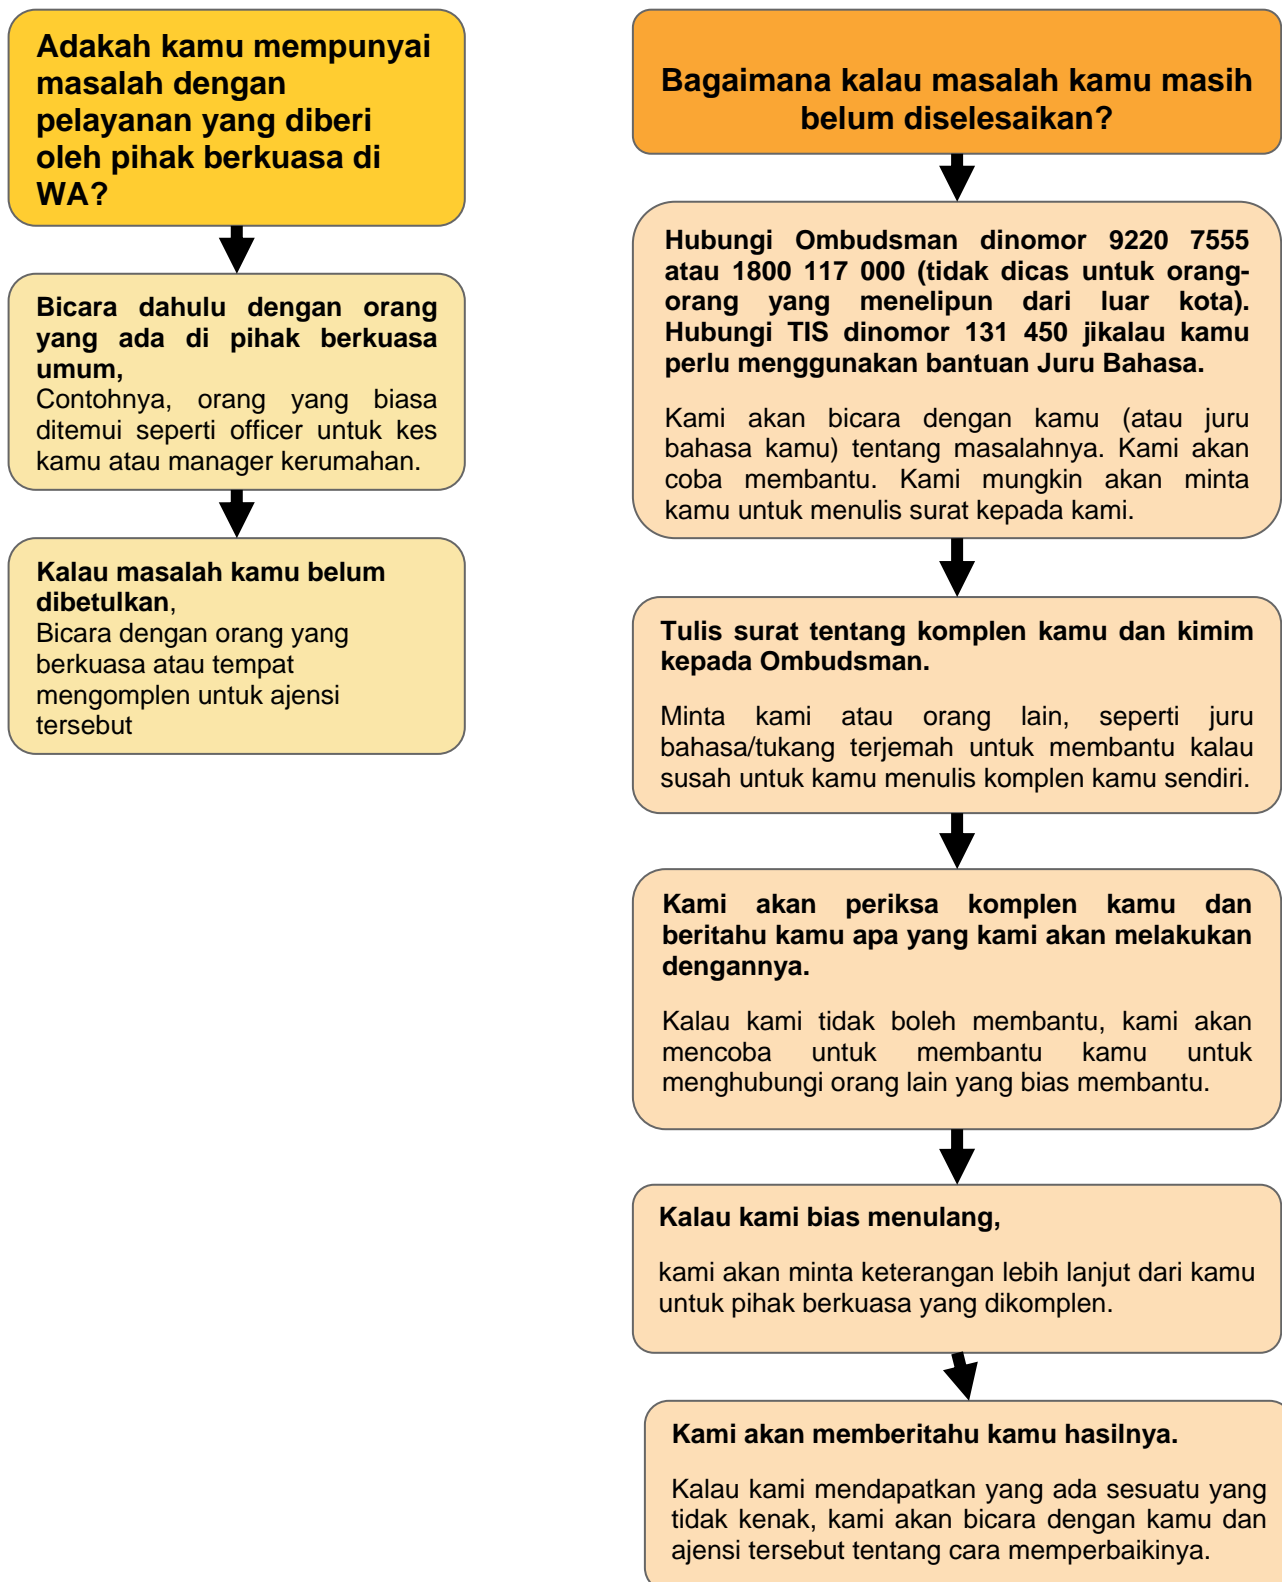 Adakah kamu mempunyai
masalah dengan
pelayanan yang diberi
oleh pihak berkuasa di
WA?
Bicara dahulu dengan orang
yang ada di pihak berkuasa
umum,
Contohnya, orang yang biasa
ditemui seperti officer untuk kes
kamu atau manager kerumahan.
Kalau masalah kamu belum
dibetulkan,
Bicara dengan orang yang
berkuasa atau tempat
mengomplen untuk ajensi
tersebut
Bagaimana kalau masalah kamu masih
belum diselesaikan?
Hubungi Ombudsman dinomor 9220 7555
atau 1800 117 000 (tidak dicas untuk orang-
orang yang menelipun dari luar kota).
Hubungi TIS dinomor 131 450 jikalau kamu
perlu menggunakan bantuan Juru Bahasa.
Kami akan bicara dengan kamu (atau juru
bahasa kamu) tentang masalahnya. Kami akan
coba membantu. Kami mungkin akan minta
kamu untuk menulis surat kepada kami.
Tulis surat tentang komplen kamu dan kimim
kepada Ombudsman.
Minta kami atau orang lain, seperti juru
bahasa/tukang terjemah untuk membantu kalau
susah untuk kamu menulis komplen kamu sendiri.
Kami akan periksa komplen kamu dan
beritahu kamu apa yang kami akan melakukan
dengannya.
Kalau kami tidak boleh membantu, kami akan
mencoba untuk membantu kamu untuk
menghubungi orang lain yang bias membantu.
Kalau kami bias menulang,
kami akan minta keterangan lebih lanjut dari kamu
untuk pihak berkuasa yang dikomplen.
Kami akan memberitahu kamu hasilnya.
Kalau kami mendapatkan yang ada sesuatu yang
tidak kenak, kami akan bicara dengan kamu dan
ajensi tersebut tentang cara memperbaikinya.